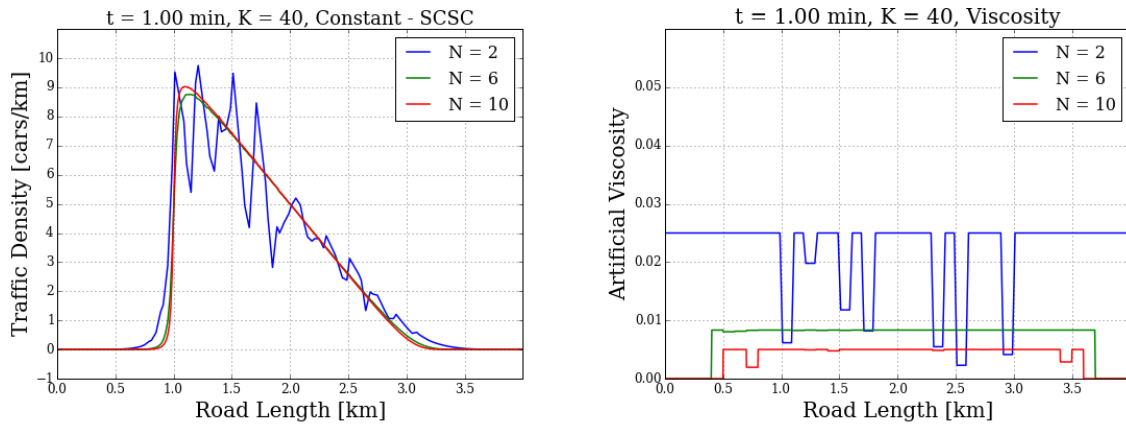 t = 1.00 min, K = 40, Constant - SCSC
Traffic Density [cars/km]
10
9
8
7
6
5
4
3
2
1
0
−1
N = 2
N = 6
N = 10
0.0 0.5 1.0 1.5 2.0 2.5 3.0 3.5
Road Length [km]
t = 1.00 min, K = 40, Viscosity
Artificial Viscosity
0.05
0.04
0.03
0.02
0.01
0.00
N = 2
N = 6
N = 10
0.0 0.5 1.0 1.5 2.0 2.5 3.0 3.5
Road Length [km]